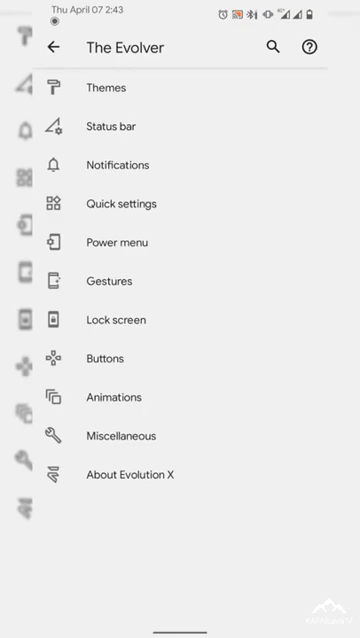 Thu April 07 2:43
The Evolver
Themes
Status bar
Notifications
Quick settings
Power menu
Gestures
Lock screen
Buttons
Animations
Miscellaneous
About Evolution X